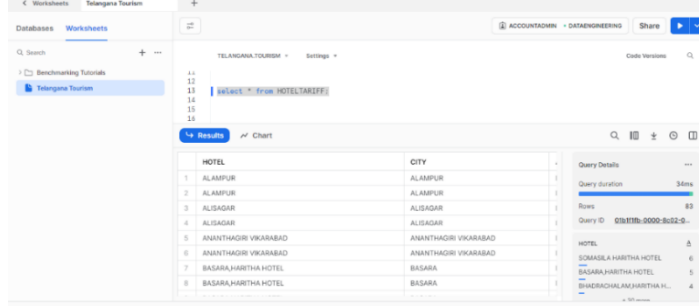 Worksheets
Telangana Tourism
+
Databases
Worksheets
ACCOUNTADMIN • DATAENGINEERING
Share
Search
+
...
Benchmarking Tutorials
Telangana Tourism
TELANGANA.TOURISM
Settings
Code Versions
12
13 select * from HOTELTARIFF;
14
15
16
Results
Chart
HOTEL CITY
1 ALAMPUR ALAMPUR
2 ALAMPUR ALAMPUR
3 ALISAGAR ALISAGAR
4 ALISAGAR ALISAGAR
5 ANANTHAGIRI VIKARABAD ANANTHAGIRI VIKARABAD
6 ANANTHAGIRI VIKARABAD ANANTHAGIRI VIKARABAD
7 BASARA,HARITHA HOTEL BASARA
8 BASARA,HARITHA HOTEL BASARA
Query Details
...
Query duration 34ms
Rows 83
Query ID
HOTEL A
SOMASILA HARITHA HOTEL 6
BASARA,HARITHA HOTEL 5
BHADRACHALAM,HARITHA H... 4